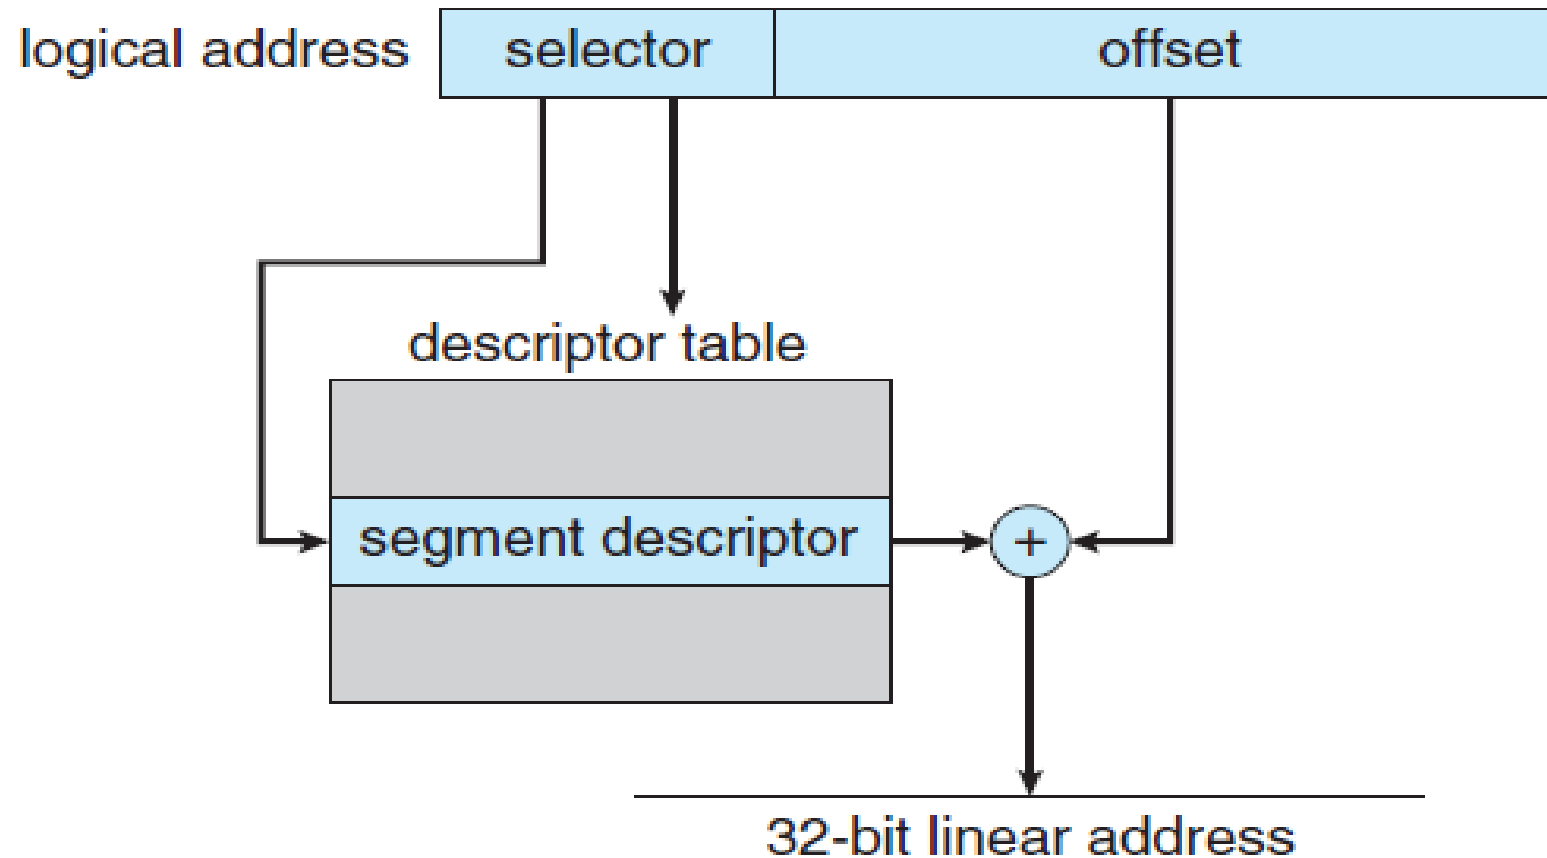 logical address selector offset
descriptor table
segment descriptor +
32-bit linear address